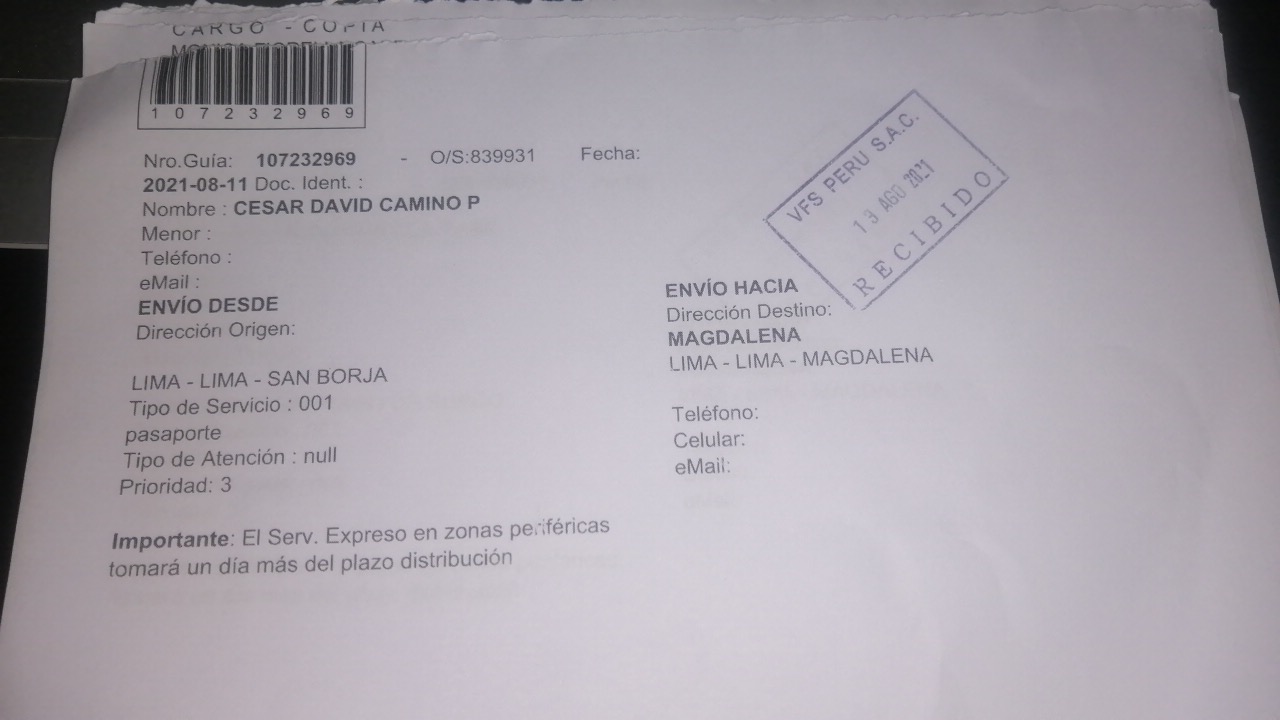 CARGO - COPIA
107232969
Nro.Guía: 107232969 - O/S:839931 Fecha:
2021-08-11 Doc. Ident. :
Nombre : CESAR DAVID CAMINO P
Menor :
Teléfono :
eMail :
ENVÍO DESDE
Dirección Orígen:
LIMA - LIMA - SAN BORJA
Tipo de Servicio : 001
pasaporte
Tipo de Atención : null
Prioridad: 3
Importante: El Serv. Expreso en zonas periféricas
tomará un día más del plazo distribución
VFS PERU S.A.C.
13 AGO 2021
RECIBIDO
ENVÍO HACIA
Dirección Destino:
MAGDALENA
LIMA - LIMA - MAGDALENA
Teléfono:
Celular:
eMail: